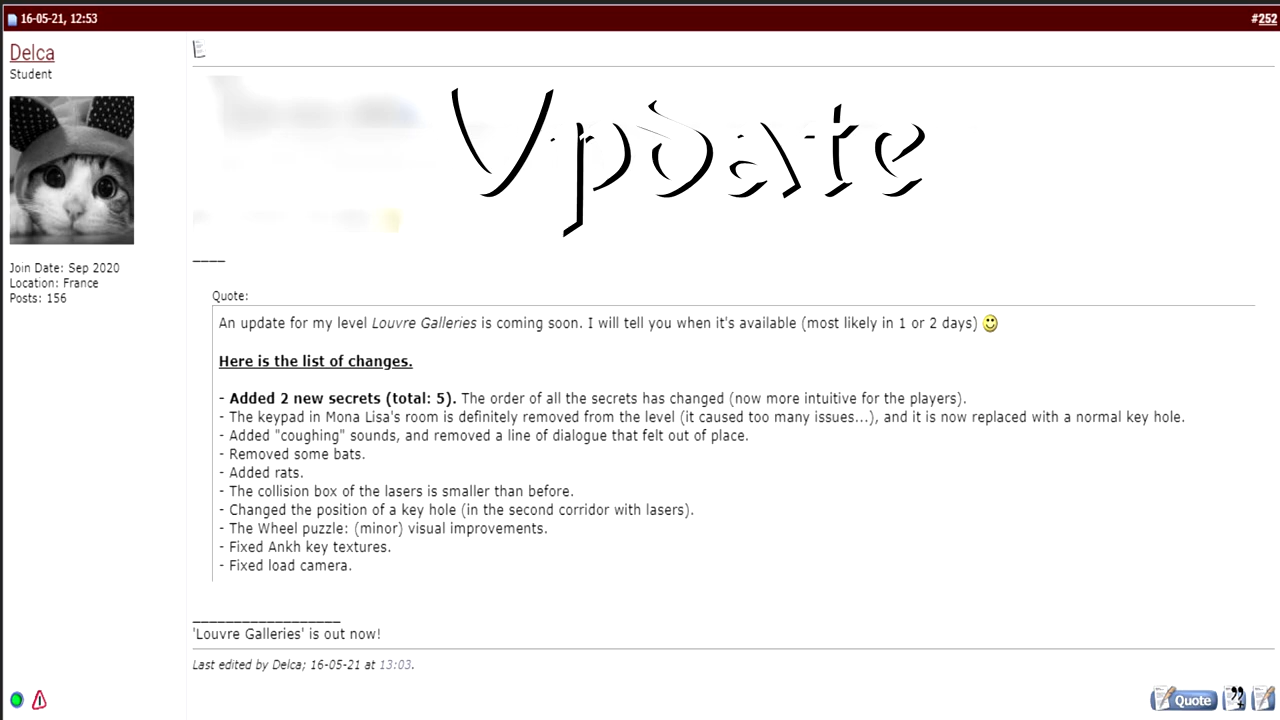 16-05-21, 12:53
#252
Delca
Student
Update
Join Date: Sep 2020
Location: France
Posts: 156
____
Quote:
An update for my level Louvre Galleries is coming soon. I will tell you when it's available (most likely in 1 or 2 days)
Here is the list of changes.
- Added 2 new secrets (total: 5). The order of all the secrets has changed (now more intuitive for the players).
- The keypad in Mona Lisa's room is definitely removed from the level (it caused too many issues...), and it is now replaced with a normal key hole.
- Added "coughing" sounds, and removed a line of dialogue that felt out of place.
- Removed some bats.
- Added rats.
- The collision box of the lasers is smaller than before.
- Changed the position of a key hole (in the second corridor with lasers).
- The Wheel puzzle: (minor) visual improvements.
- Fixed Ankh key textures.
- Fixed load camera.
__________________
'Louvre Galleries' is out now!
Last edited by Delca; 16-05-21 at 13:03.
Quote